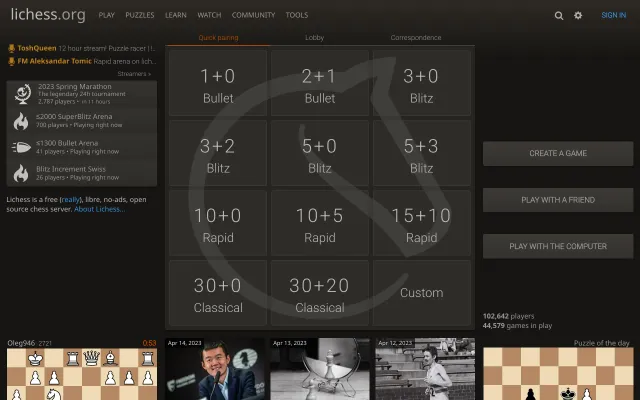 lichess.org
PLAY PUZZLES LEARN WATCH COMMUNITY TOOLS
SIGN IN
ToshQueen 12 hour stream! Puzzle racer | I..
FM Aleksandar Tomic Rapid arena on lich...
Streamers »
2023 Spring Marathon
The legendary 24h tournament
2,787 players • in 11 hours
≤2000 SuperBlitz Arena
700 players • Playing right now
≤1300 Bullet Arena
41 players • Playing right now
Blitz Increment Swiss
26 players • Playing right now
Lichess is a free (really), libre, no-ads, open
source chess server. About Lichess...
Quick pairing Lobby Correspondence
1+0 2+1 3+0
Bullet Bullet Blitz
3+2 5+0 5+3
Blitz Blitz Blitz
10+0 10+5 15+10
Rapid Rapid Rapid
30+0 30+20 Custom
Classical Classical
CREATE A GAME
PLAY WITH A FRIEND
PLAY WITH THE COMPUTER
102,642 players
44,579 games in play
Oleg946 2721 0:53
Apr 14, 2023 Apr 13, 2023 Apr 12, 2023
Puzzle of the day